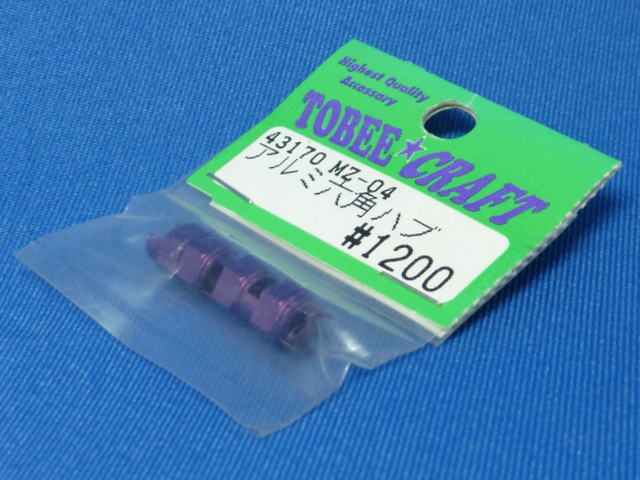 Highest Quality
Accessory
TOBEE★CRAFT
43170 MZ-04
アルミ六角ハブ
#1200